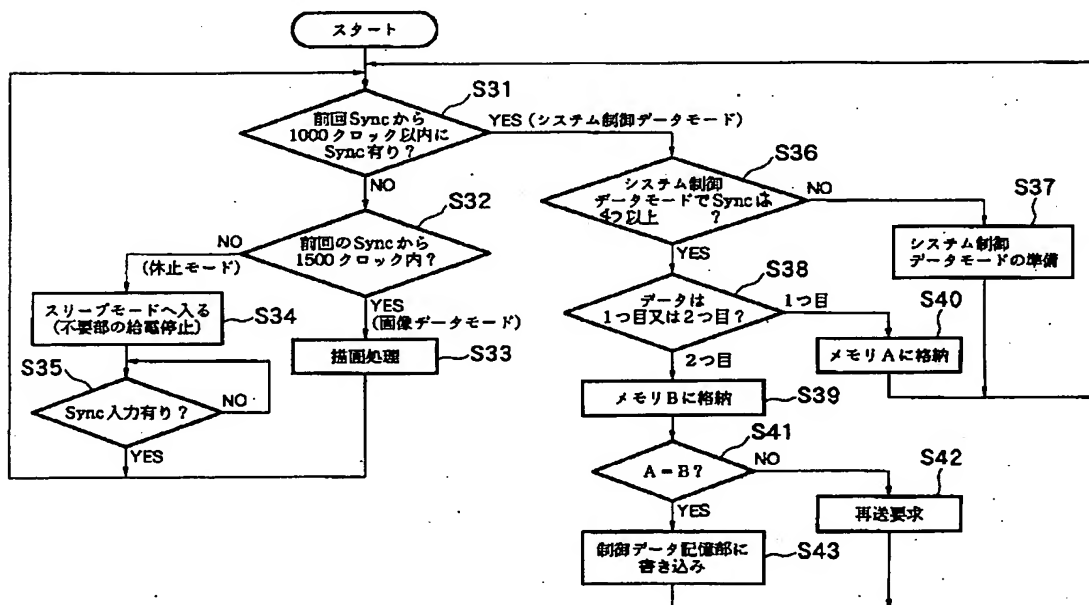 スタート
S31
前回Syncから
1000クロック以内に
Sync有り?
YES(システム制御データモード)
NO
S32
前回のSyncから
1500クロック内?
NO
(休止モード)
YES
(画像データモード)
スリープモードへ入る
(不要部の給電停止)
S34
描画処理
S33
S35
Sync入力有り?
NO
YES
S36
システム制御
データモードでSyncは
4つ以上 ?
NO
YES
S37
システム制御
データモードの準備
S38
データは
1つ目又は2つ目?
1つ目
2つ目
S40
メモリAに格納
メモリBに格納
S39
S41
A=B?
NO
YES
S42
再送要求
制御データ記憶部に
書き込み
S43